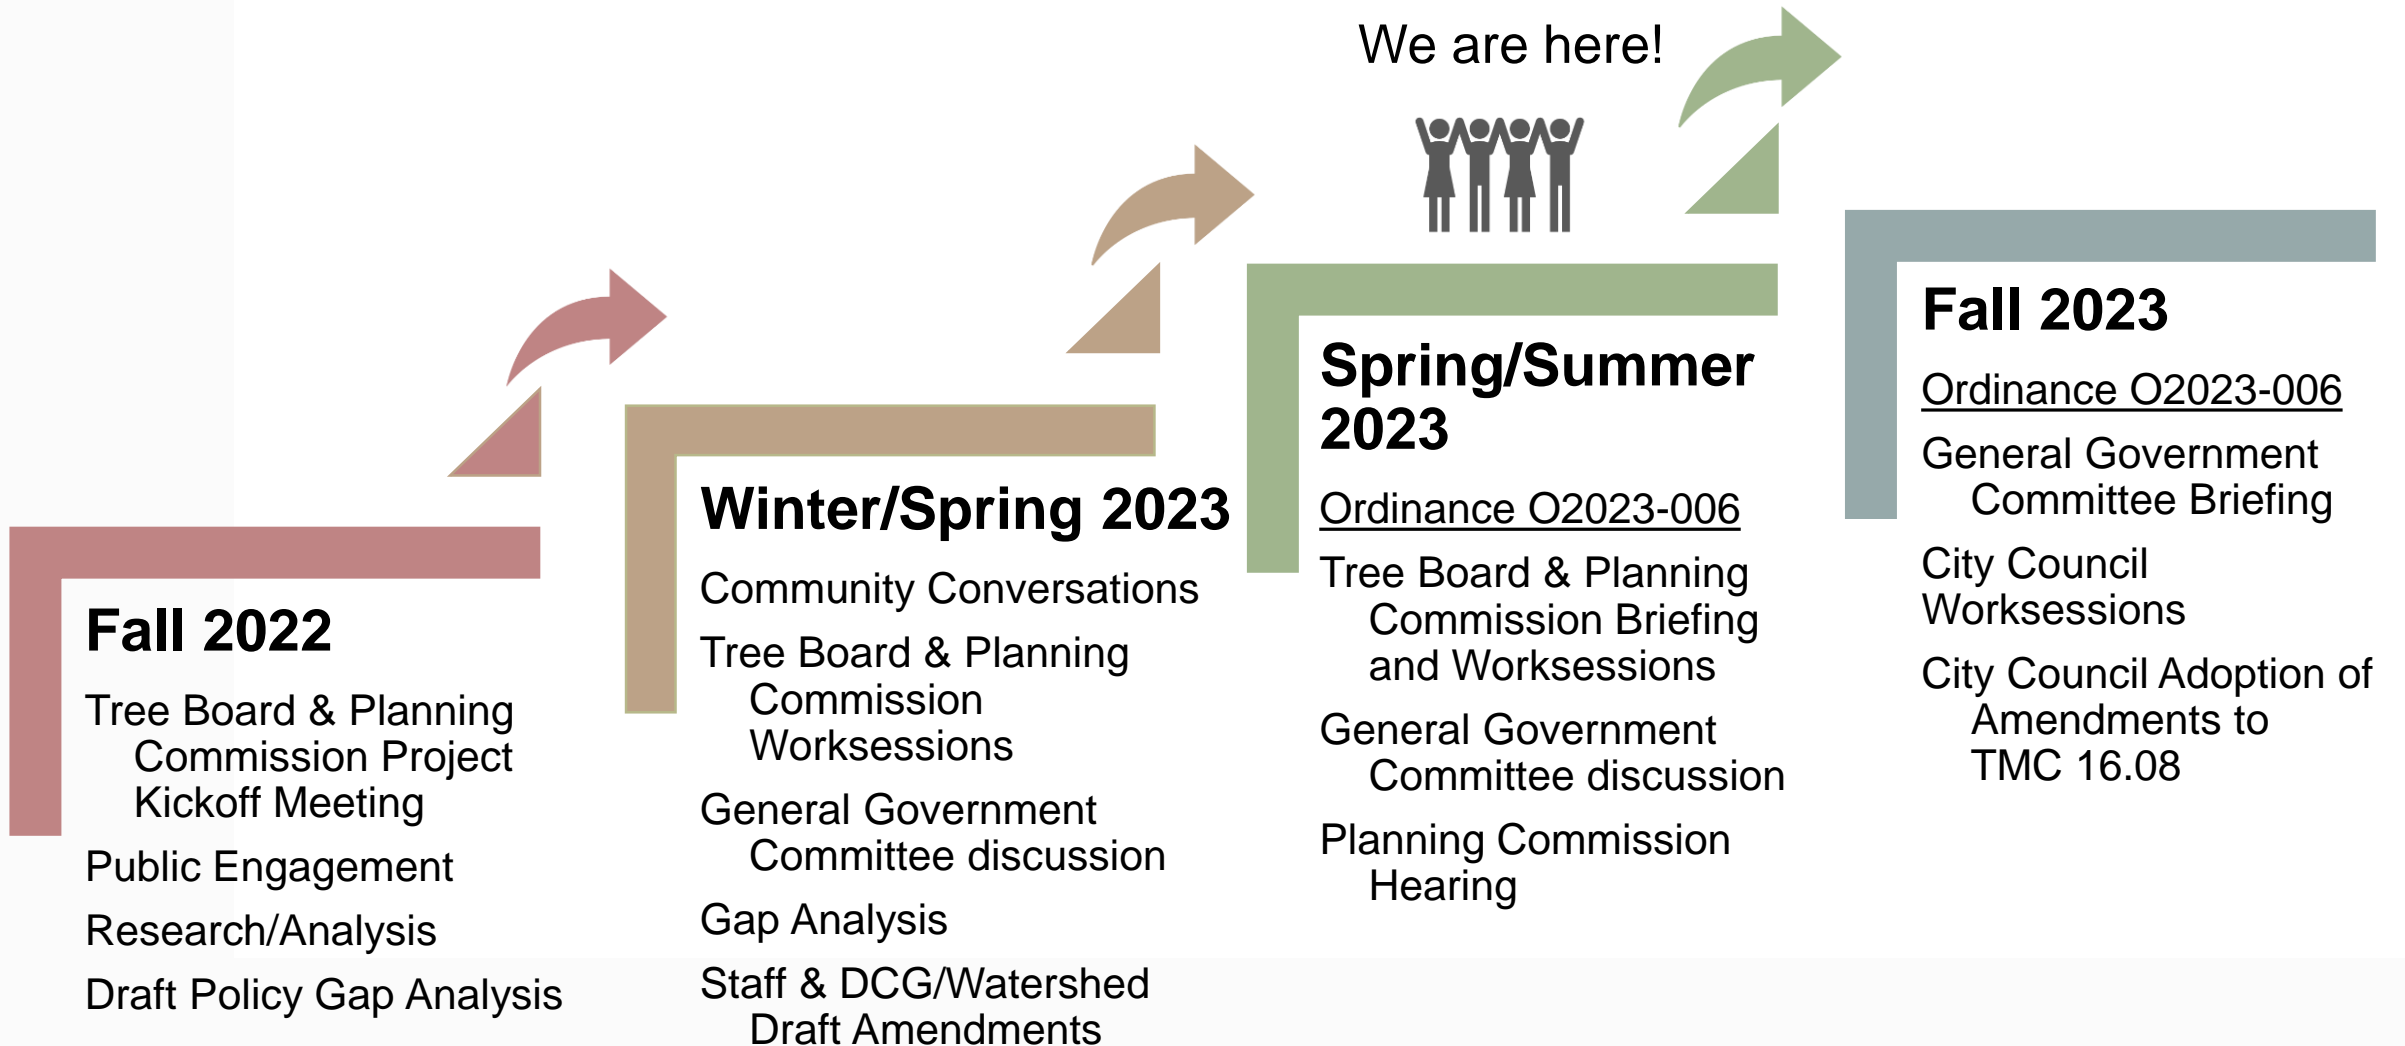 We are here!
Fall 2022
Tree Board & Planning
Commission Project
Kickoff Meeting
Public Engagement
Research/Analysis
Draft Policy Gap Analysis
Winter/Spring 2023
Community Conversations
Tree Board & Planning
Commission
Worksessions
General Government
Committee discussion
Gap Analysis
Staff & DCG/Watershed
Draft Amendments
Spring/Summer
2023
Ordinance O2023-006
Tree Board & Planning
Commission Briefing
and Worksessions
General Government
Committee discussion
Planning Commission
Hearing
Fall 2023
Ordinance O2023-006
General Government
Committee Briefing
City Council
Worksessions
City Council Adoption of
Amendments to
TMC 16.08